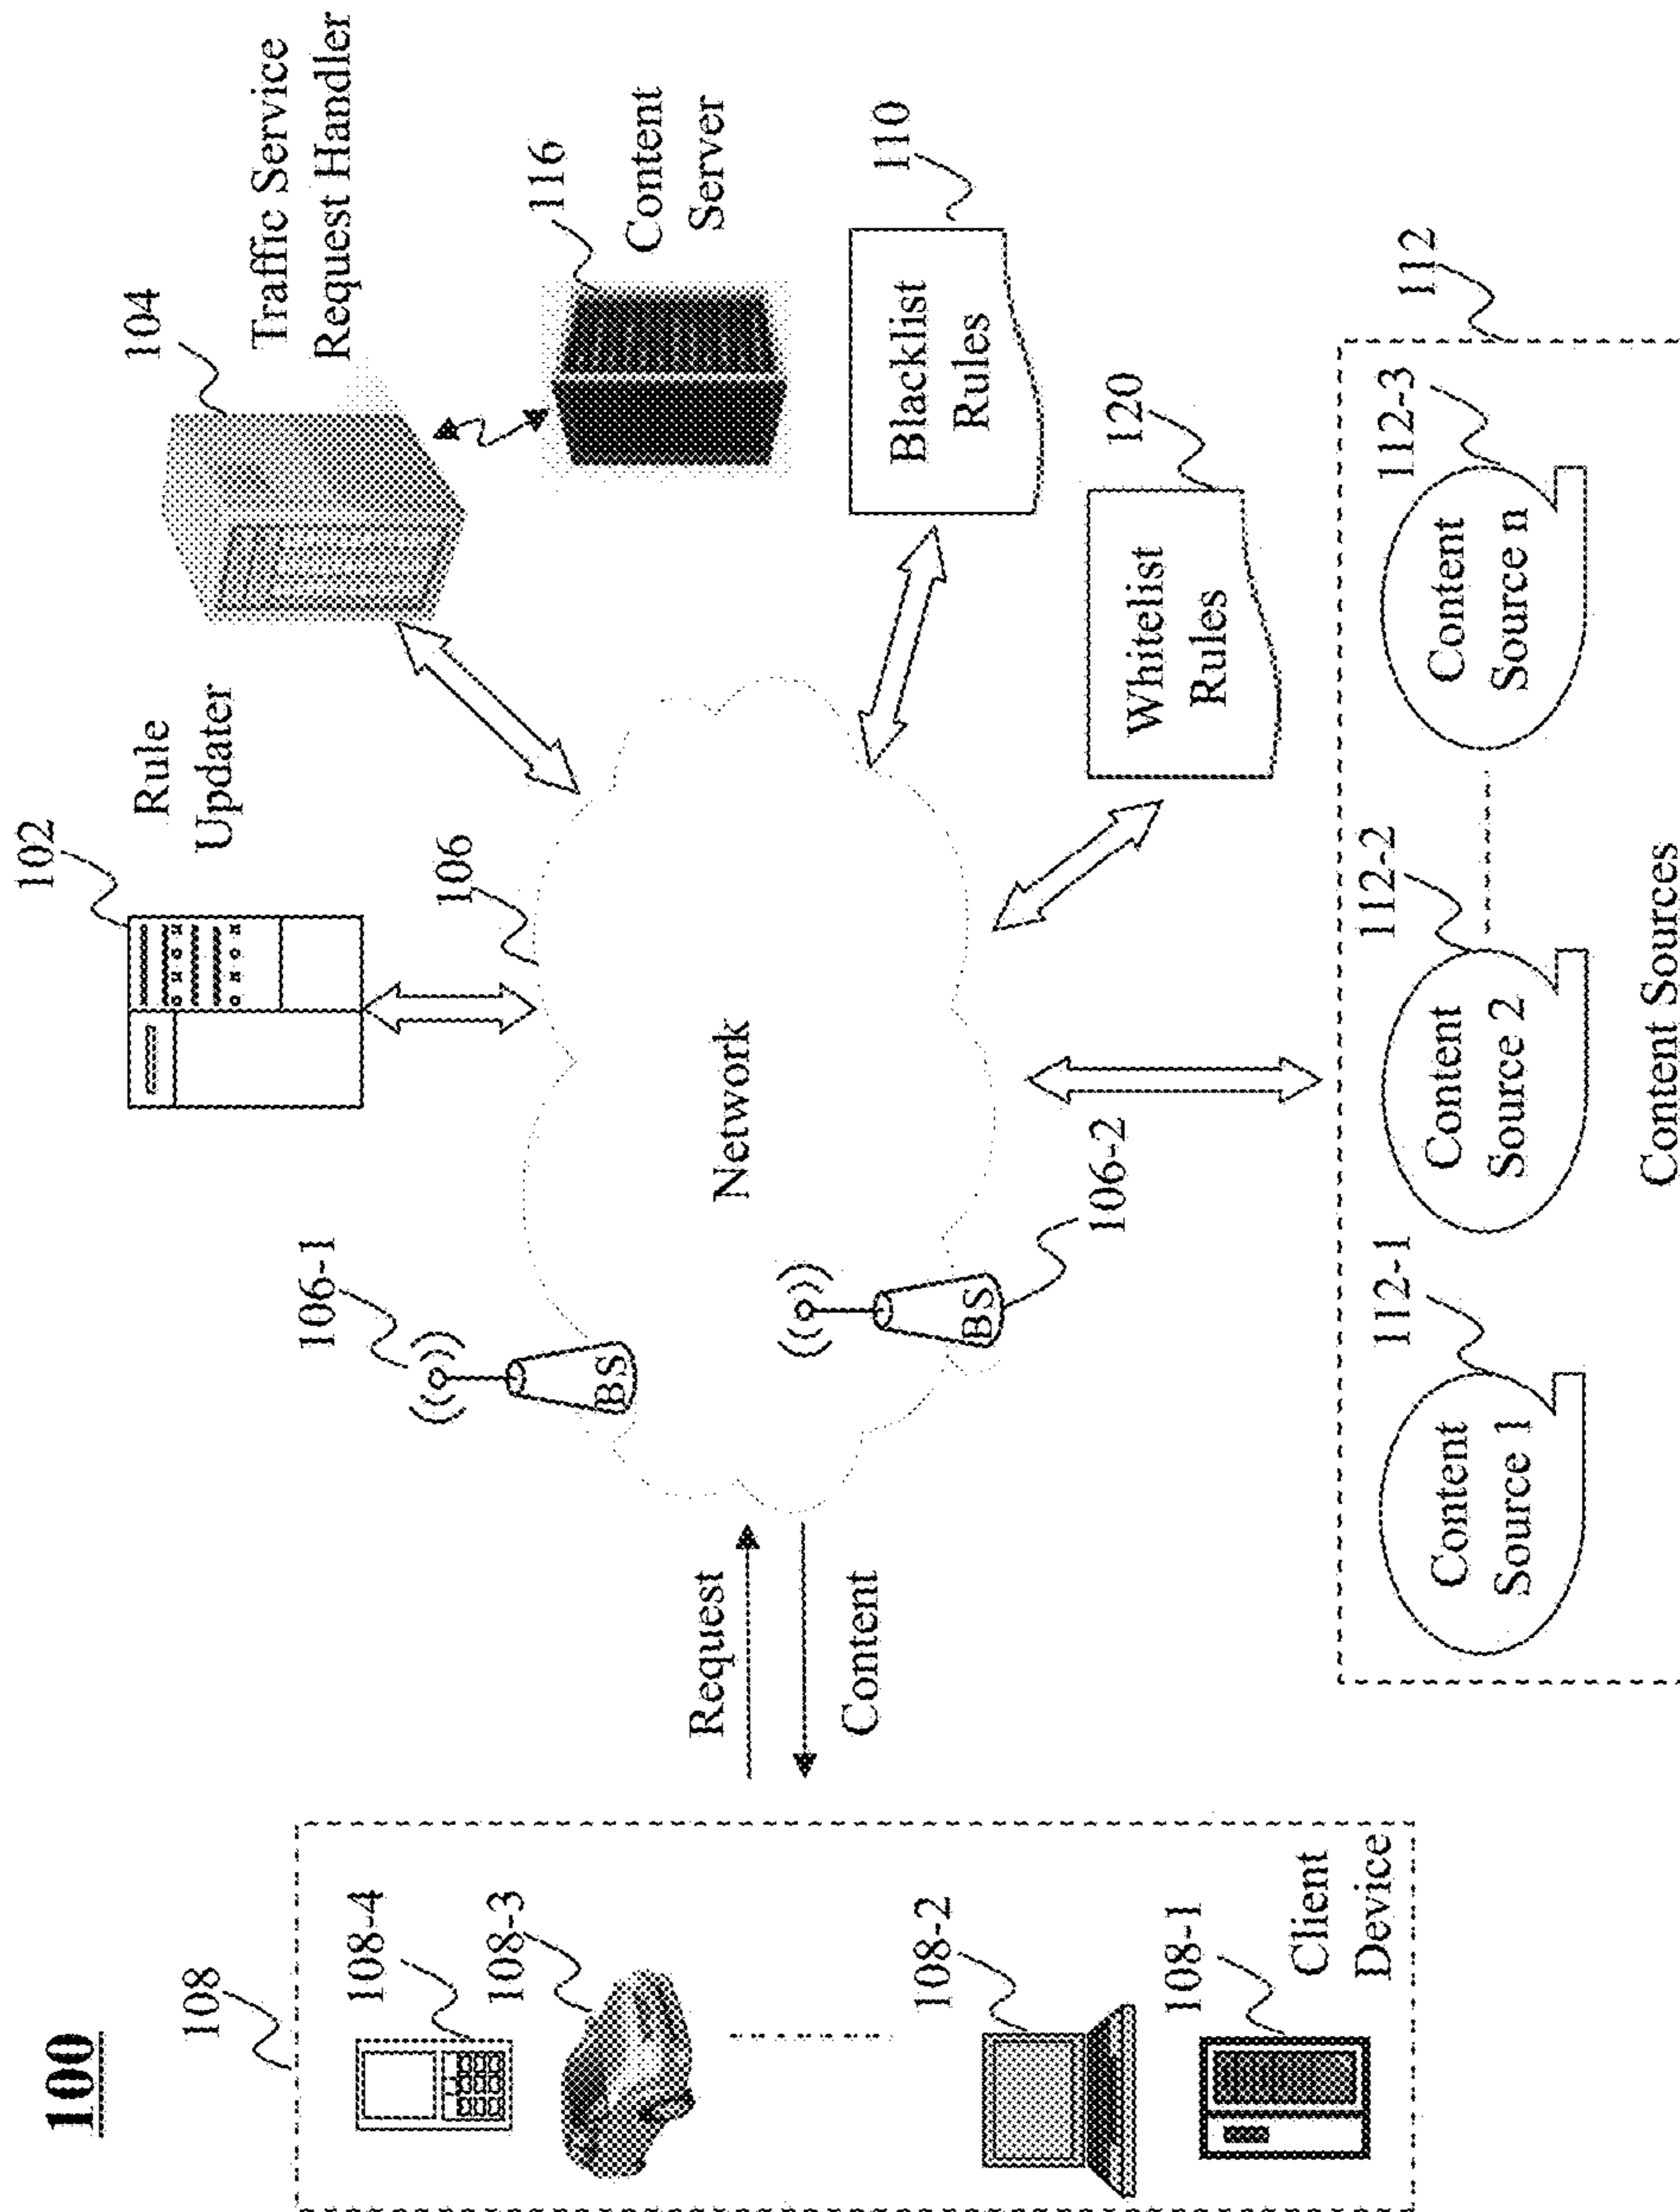 100
102
Rule
Updater
104
Traffic Service
Request Handler
108
108-4
108-3
108-2
108-1
Client
Device
Request
Content
106-1
BS
106
Network
BS
106-2
116
Content
Server
Blacklist
Rules
110
Whitelist
Rules
120
112
112-1
Content
Source 1
112-2
Content
Source 2
112-3
Content
Source n
Content Sources